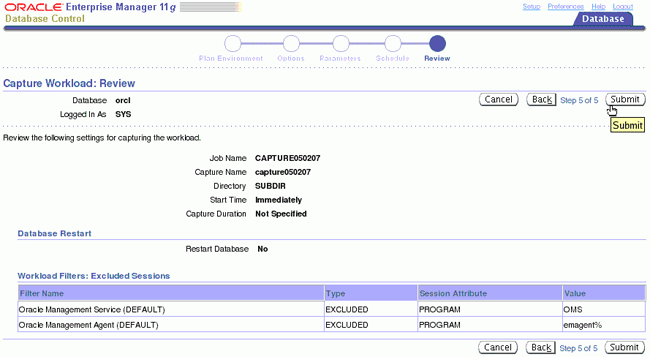 ORACLE Enterprise Manager 11g
Database Control
Setup Preferences Help Logout
Database
Plan Environment Options Parameters Schedule Review
Capture Workload: Review
Database orcl
Logged In As SYS
Cancel Back Step 5 of 5 Submit
Submit
Review the following settings for capturing the workload.
Job Name CAPTURE050207
Capture Name capture050207
Directory SUBDIR
Start Time Immediately
Capture Duration Not Specified
Database Restart
Restart Database No
Workload Filters: Excluded Sessions
Filter Name Type Session Attribute Value
Oracle Management Service (DEFAULT) EXCLUDED PROGRAM OMS
Oracle Management Agent (DEFAULT) EXCLUDED PROGRAM emagent%
Cancel Back Step 5 of 5 Submit